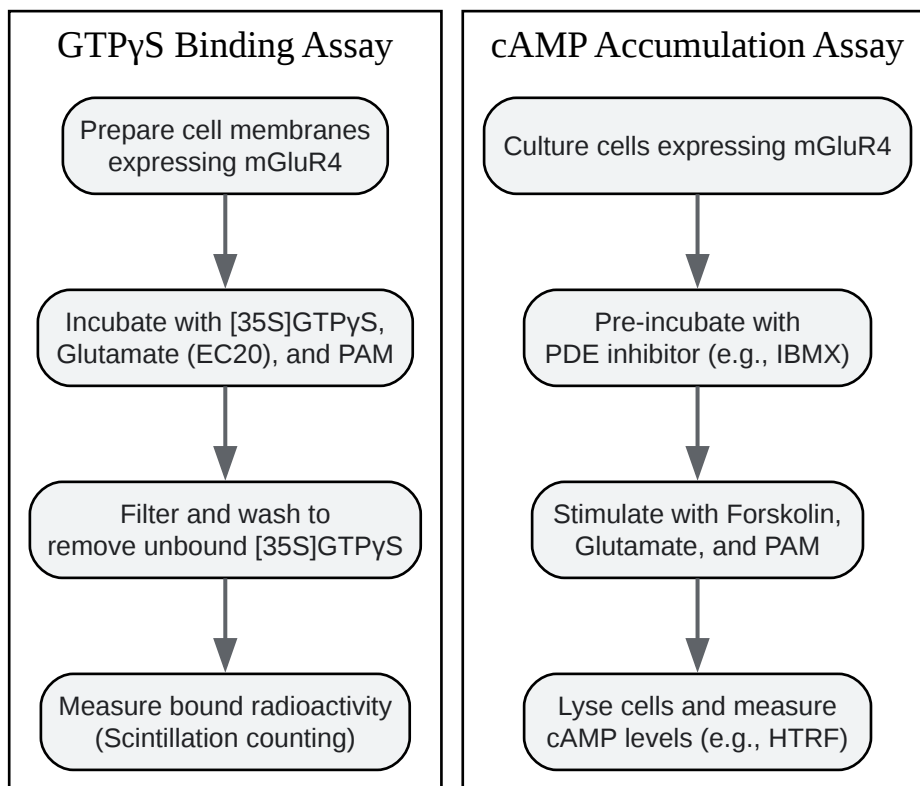 GTPγS Binding Assay
Prepare cell membranes
expressing mGluR4
Incubate with [35S]GTPγS,
Glutamate (EC20), and PAM
Filter and wash to
remove unbound [35S]GTPγS
Measure bound radioactivity
(Scintillation counting)
cAMP Accumulation Assay
Culture cells expressing mGluR4
Pre-incubate with
PDE inhibitor (e.g., IBMX)
Stimulate with Forskolin,
Glutamate, and PAM
Lyse cells and measure
cAMP levels (e.g., HTRF)